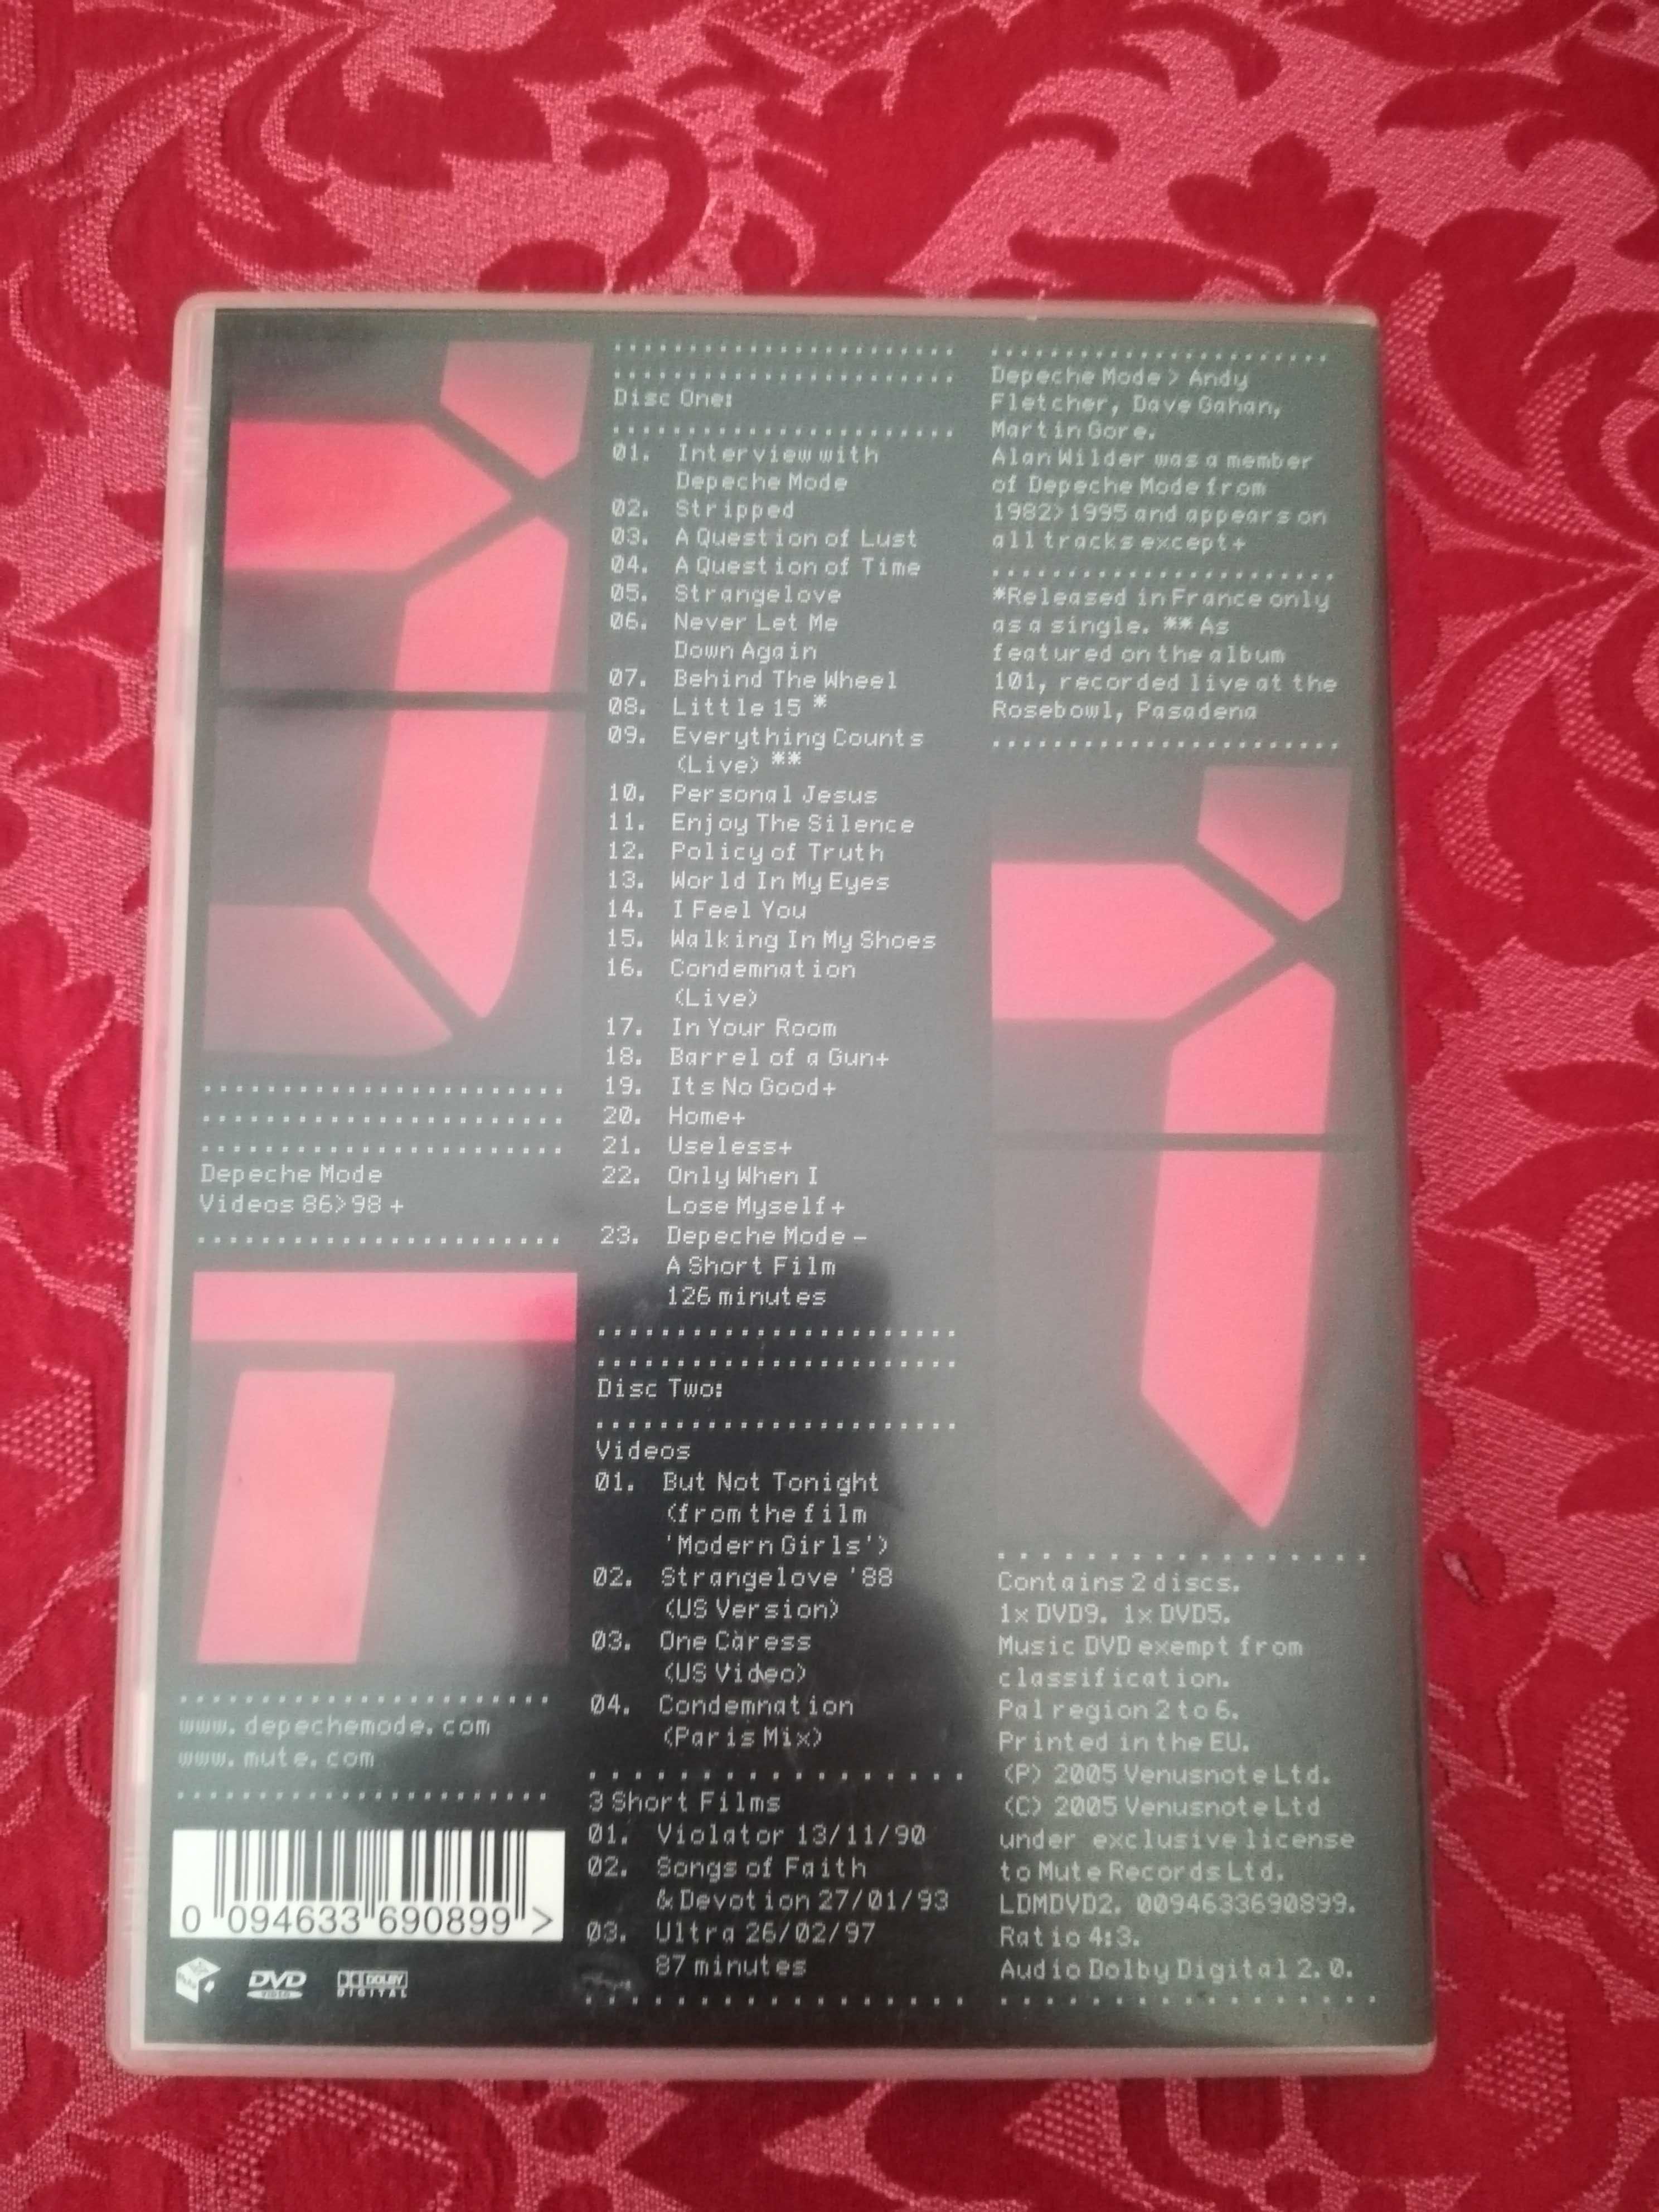 Depeche Mode
Videos 86>98 +
www.depechemode.com
www.mute.com
0 094633 690899 >
DVD
VIDEO
DOLBY
DIGITAL
Disc One:
01. Interview with
Depeche Mode
02. Stripped
03. A Question of Lust
04. A Question of Time
05. Strangelove
06. Never Let Me
Down Again
07. Behind The Wheel
08. Little 15 *
09. Everything Counts
(Live) **
10. Personal Jesus
11. Enjoy The Silence
12. Policy of Truth
13. World In My Eyes
14. I Feel You
15. Walking In My Shoes
16. Condemnation
(Live)
17. In Your Room
18. Barrel of a Gun+
19. Its No Good+
20. Home+
21. Useless+
22. Only When I
Lose Myself+
23. Depeche Mode –
A Short Film
126 minutes
Disc Two:
Videos
01. But Not Tonight
(from the film
'Modern Girls')
02. Strangelove '88
(US Version)
03. One Caress
(US Video)
04. Condemnation
(Paris Mix)
3 Short Films
01. Violator 13/11/90
02. Songs of Faith
& Devotion 27/01/93
03. Ultra 26/02/97
87 minutes
Depeche Mode > Andy
Fletcher, Dave Gahan,
Martin Gore.
Alan Wilder was a member
of Depeche Mode from
1982>1995 and appears on
all tracks except+
*Released in France only
as a single. ** As
featured on the album
101, recorded live at the
Rosebowl, Pasadena
Contains 2 discs.
1x DVD9. 1x DVD5.
Music DVD exempt from
classification.
Pal region 2 to 6.
Printed in the EU.
(P) 2005 Venusnote Ltd.
(C) 2005 Venusnote Ltd
under exclusive license
to Mute Records Ltd.
LDMDVD2. 0094633690899.
Ratio 4:3.
Audio Dolby Digital 2.0.